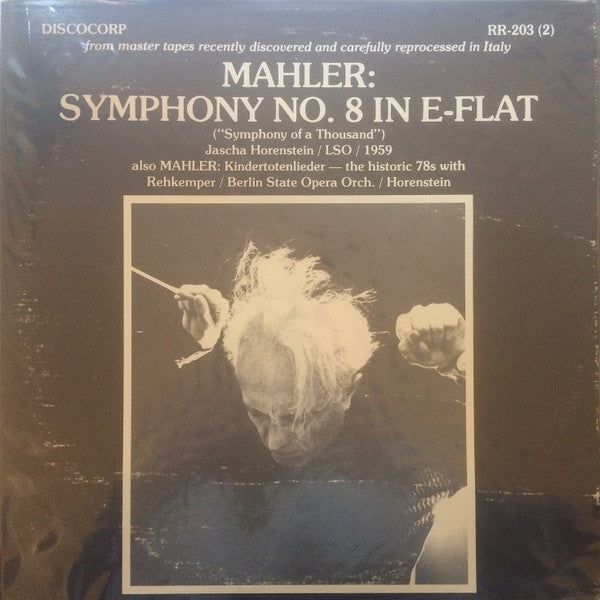 DISCOCORP
RR-203 (2)
from master tapes recently discovered and carefully reprocessed in Italy
MAHLER:
SYMPHONY NO. 8 IN E-FLAT
("Symphony of a Thousand")
Jascha Horenstein / LSO / 1959
also MAHLER: Kindertotenlieder — the historic 78s with
Rehkemper / Berlin State Opera Orch. / Horenstein